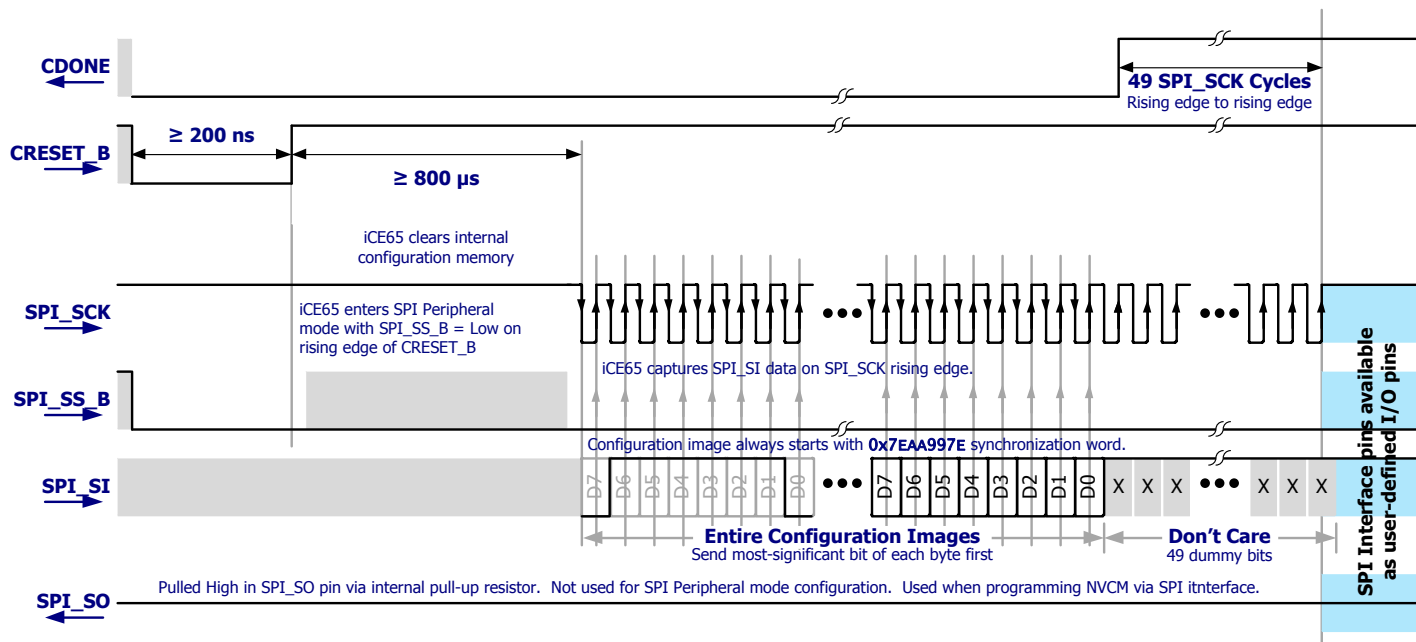 CDONE
49 SPI_SCK Cycles
Rising edge to rising edge
≥ 200 ns
CRESET_B
≥ 800 µs
iCE65 clears internal
configuration memory
SPI_SCK
iCE65 enters SPI Peripheral
mode with SPI_SS_B = Low on
rising edge of CRESET_B
iCE65 captures SPI_SI data on SPI_SCK rising edge.
SPI_SS_B
Configuration image always starts with 0x7EAA997E synchronization word.
SPI_SI
D7 D6 D5 D4 D3 D2 D1 D0 D7 D6 D5 D4 D3 D2 D1 D0 X X X X X X
Entire Configuration Images
Send most-significant bit of each byte first
Don't Care
49 dummy bits
SPI Interface pins available
as user-defined I/O pins
Pulled High in SPI_SO pin via internal pull-up resistor. Not used for SPI Peripheral mode configuration. Used when programming NVCM via SPI itnterface.
SPI_SO